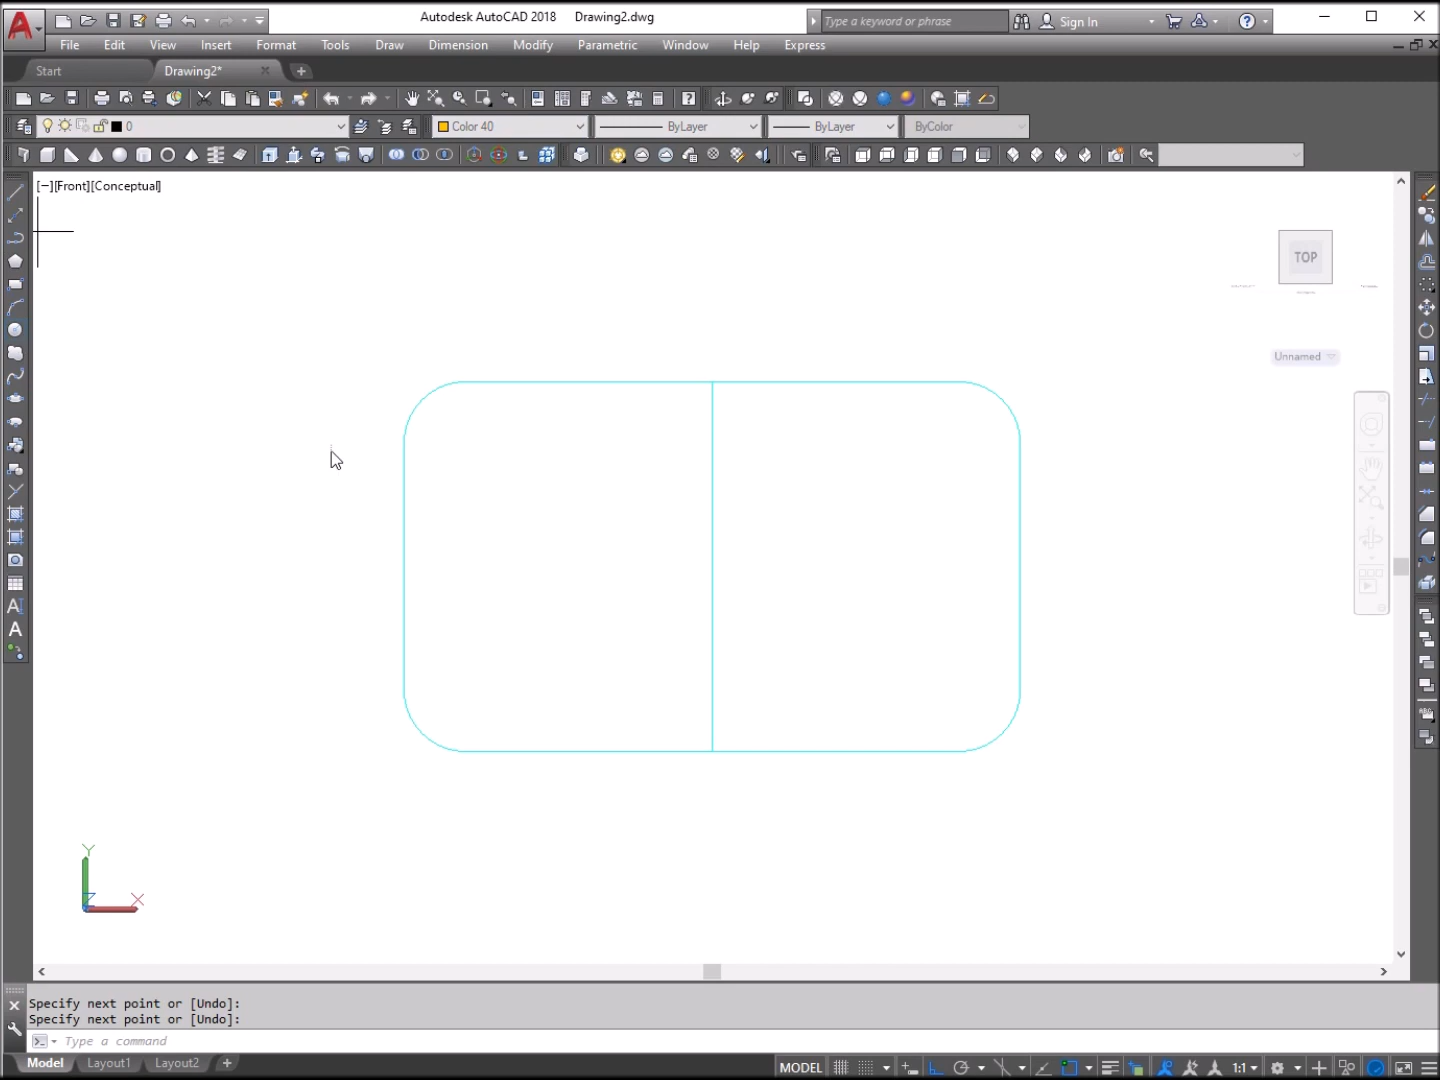 Autodesk AutoCAD 2018 Drawing2.dwg
Type a keyword or phrase
Sign In
File Edit View Insert Format Tools Draw Dimension Modify Parametric Window Help Express
Start Drawing2*
0 Color 40 ByLayer ByLayer ByColor
[−][Front][Conceptual]
TOP
Unnamed
Y
Z
X
Specify next point or [Undo]:
Specify next point or [Undo]:
Type a command
Model Layout1 Layout2 +
MODEL 1:1